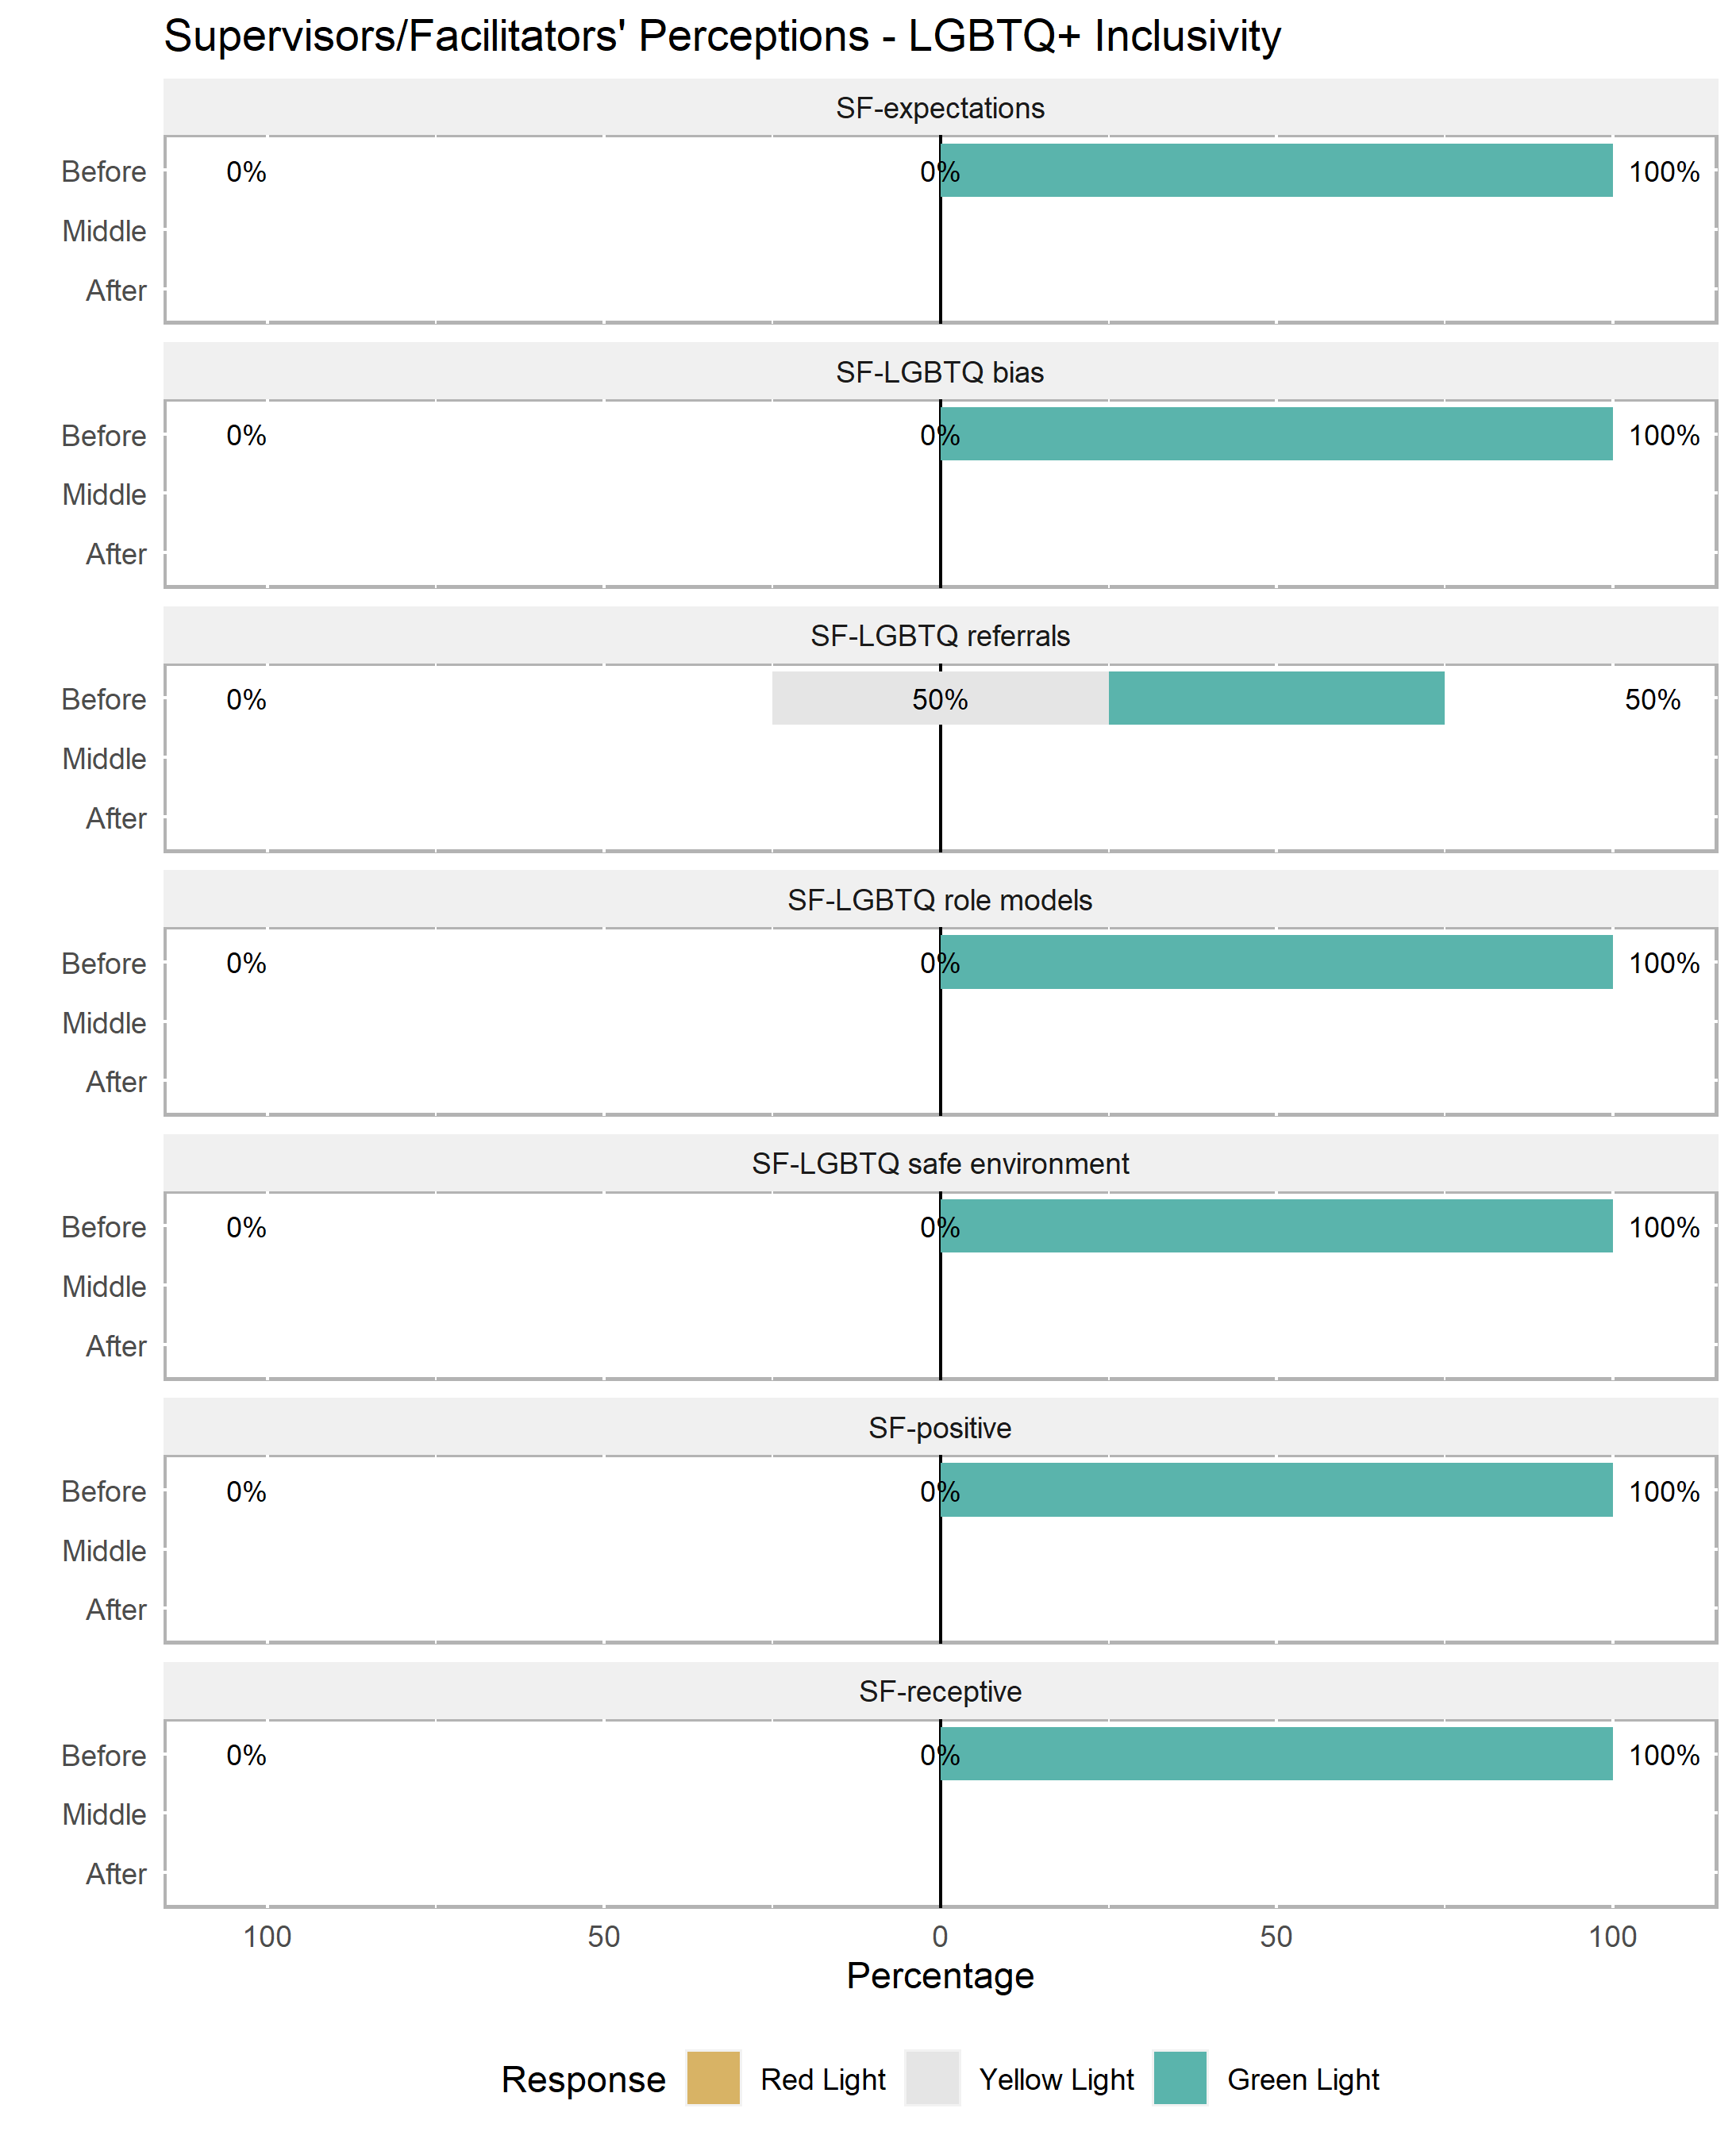 Supervisors/Facilitators' Perceptions - LGBTQ+ Inclusivity
SF-expectations
Before 0% 0% 100%
Middle
After
SF-LGBTQ bias
Before 0% 0% 100%
Middle
After
SF-LGBTQ referrals
Before 0% 50% 50%
Middle
After
SF-LGBTQ role models
Before 0% 0% 100%
Middle
After
SF-LGBTQ safe environment
Before 0% 0% 100%
Middle
After
SF-positive
Before 0% 0% 100%
Middle
After
SF-receptive
Before 0% 0% 100%
Middle
After
100 50 0 50 100
Percentage
Response Red Light Yellow Light Green Light